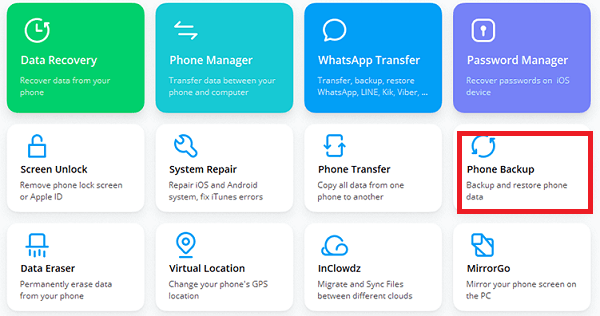 Data Recovery
Recover data from your
phone
Phone Manager
Transfer data between your
phone and computer
WhatsApp Transfer
Transfer, backup, restore
WhatsApp, LINE, Kik, Viber, ...
Password Manager
Recover passwords on iOS
device
Screen Unlock
Remove phone lock screen
or Apple ID
System Repair
Repair iOS and Android
system, fix iTunes errors
Phone Transfer
Copy all data from one
phone to another
Phone Backup
Backup and restore phone
data
Data Eraser
Permanently erase data
from your phone
Virtual Location
Change your phone's GPS
location
InClowdz
Migrate and Sync Files
between different clouds
MirrorGo
Mirror your phone screen on
the PC